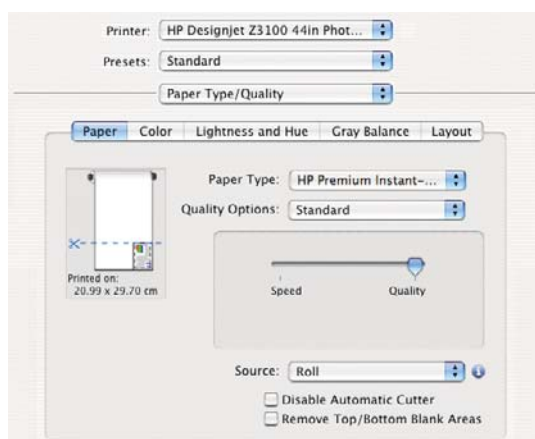 Printer: HP Designjet Z3100 44in Phot...
Presets: Standard
Paper Type/Quality
Paper Color Lightness and Hue Gray Balance Layout
Paper Type: HP Premium Instant-...
Quality Options: Standard
Printed on:
20.99 x 29.70 cm
Speed Quality
Source: Roll
Disable Automatic Cutter
Remove Top/Bottom Blank Areas